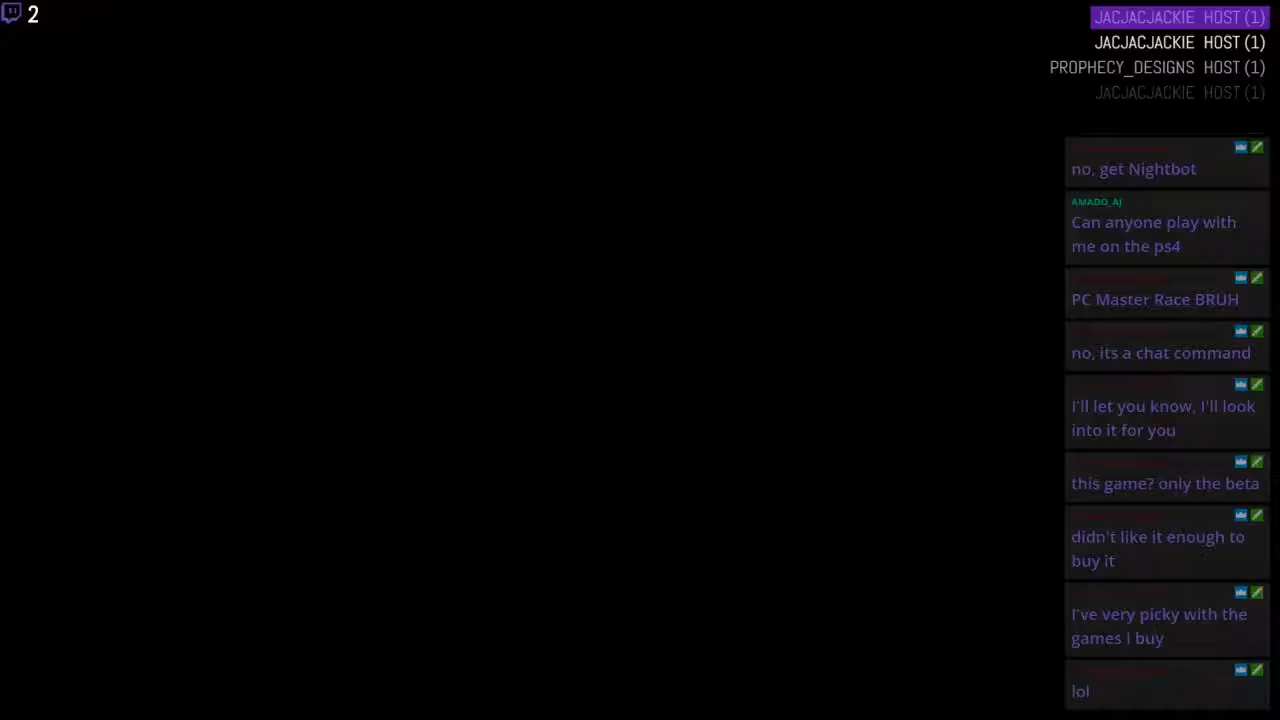 2
JACJACJACKIE HOST (1)
JACJACJACKIE HOST (1)
PROPHECY_DESIGNS HOST (1)
JACJACJACKIE HOST (1)
no, get Nightbot
AMADO_AJ
Can anyone play with
me on the ps4
PC Master Race BRUH
no, its a chat command
I'll let you know, I'll look
into it for you
this game? only the beta
didn't like it enough to
buy it
I've very picky with the
games I buy
lol